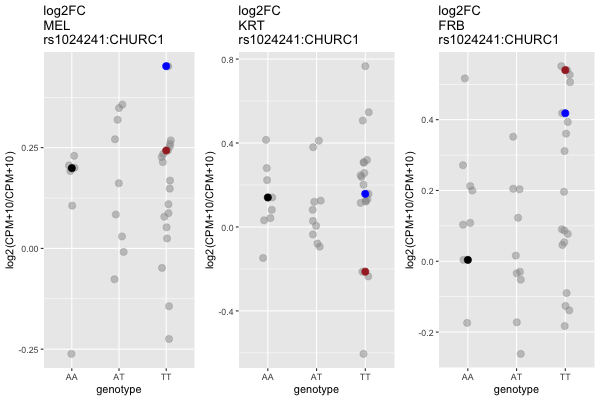 log2FC
MEL
rs1024241:CHURC1
log2(CPM+10/CPM+10)
0.25
0.00
-0.25
AA
AT
TT
genotype
log2FC
KRT
rs1024241:CHURC1
log2(CPM+10/CPM+10)
0.8
0.4
0.0
-0.4
AA
AT
TT
genotype
log2FC
FRB
rs1024241:CHURC1
log2(CPM+10/CPM+10)
0.4
0.2
0.0
-0.2
AA
AT
TT
genotype